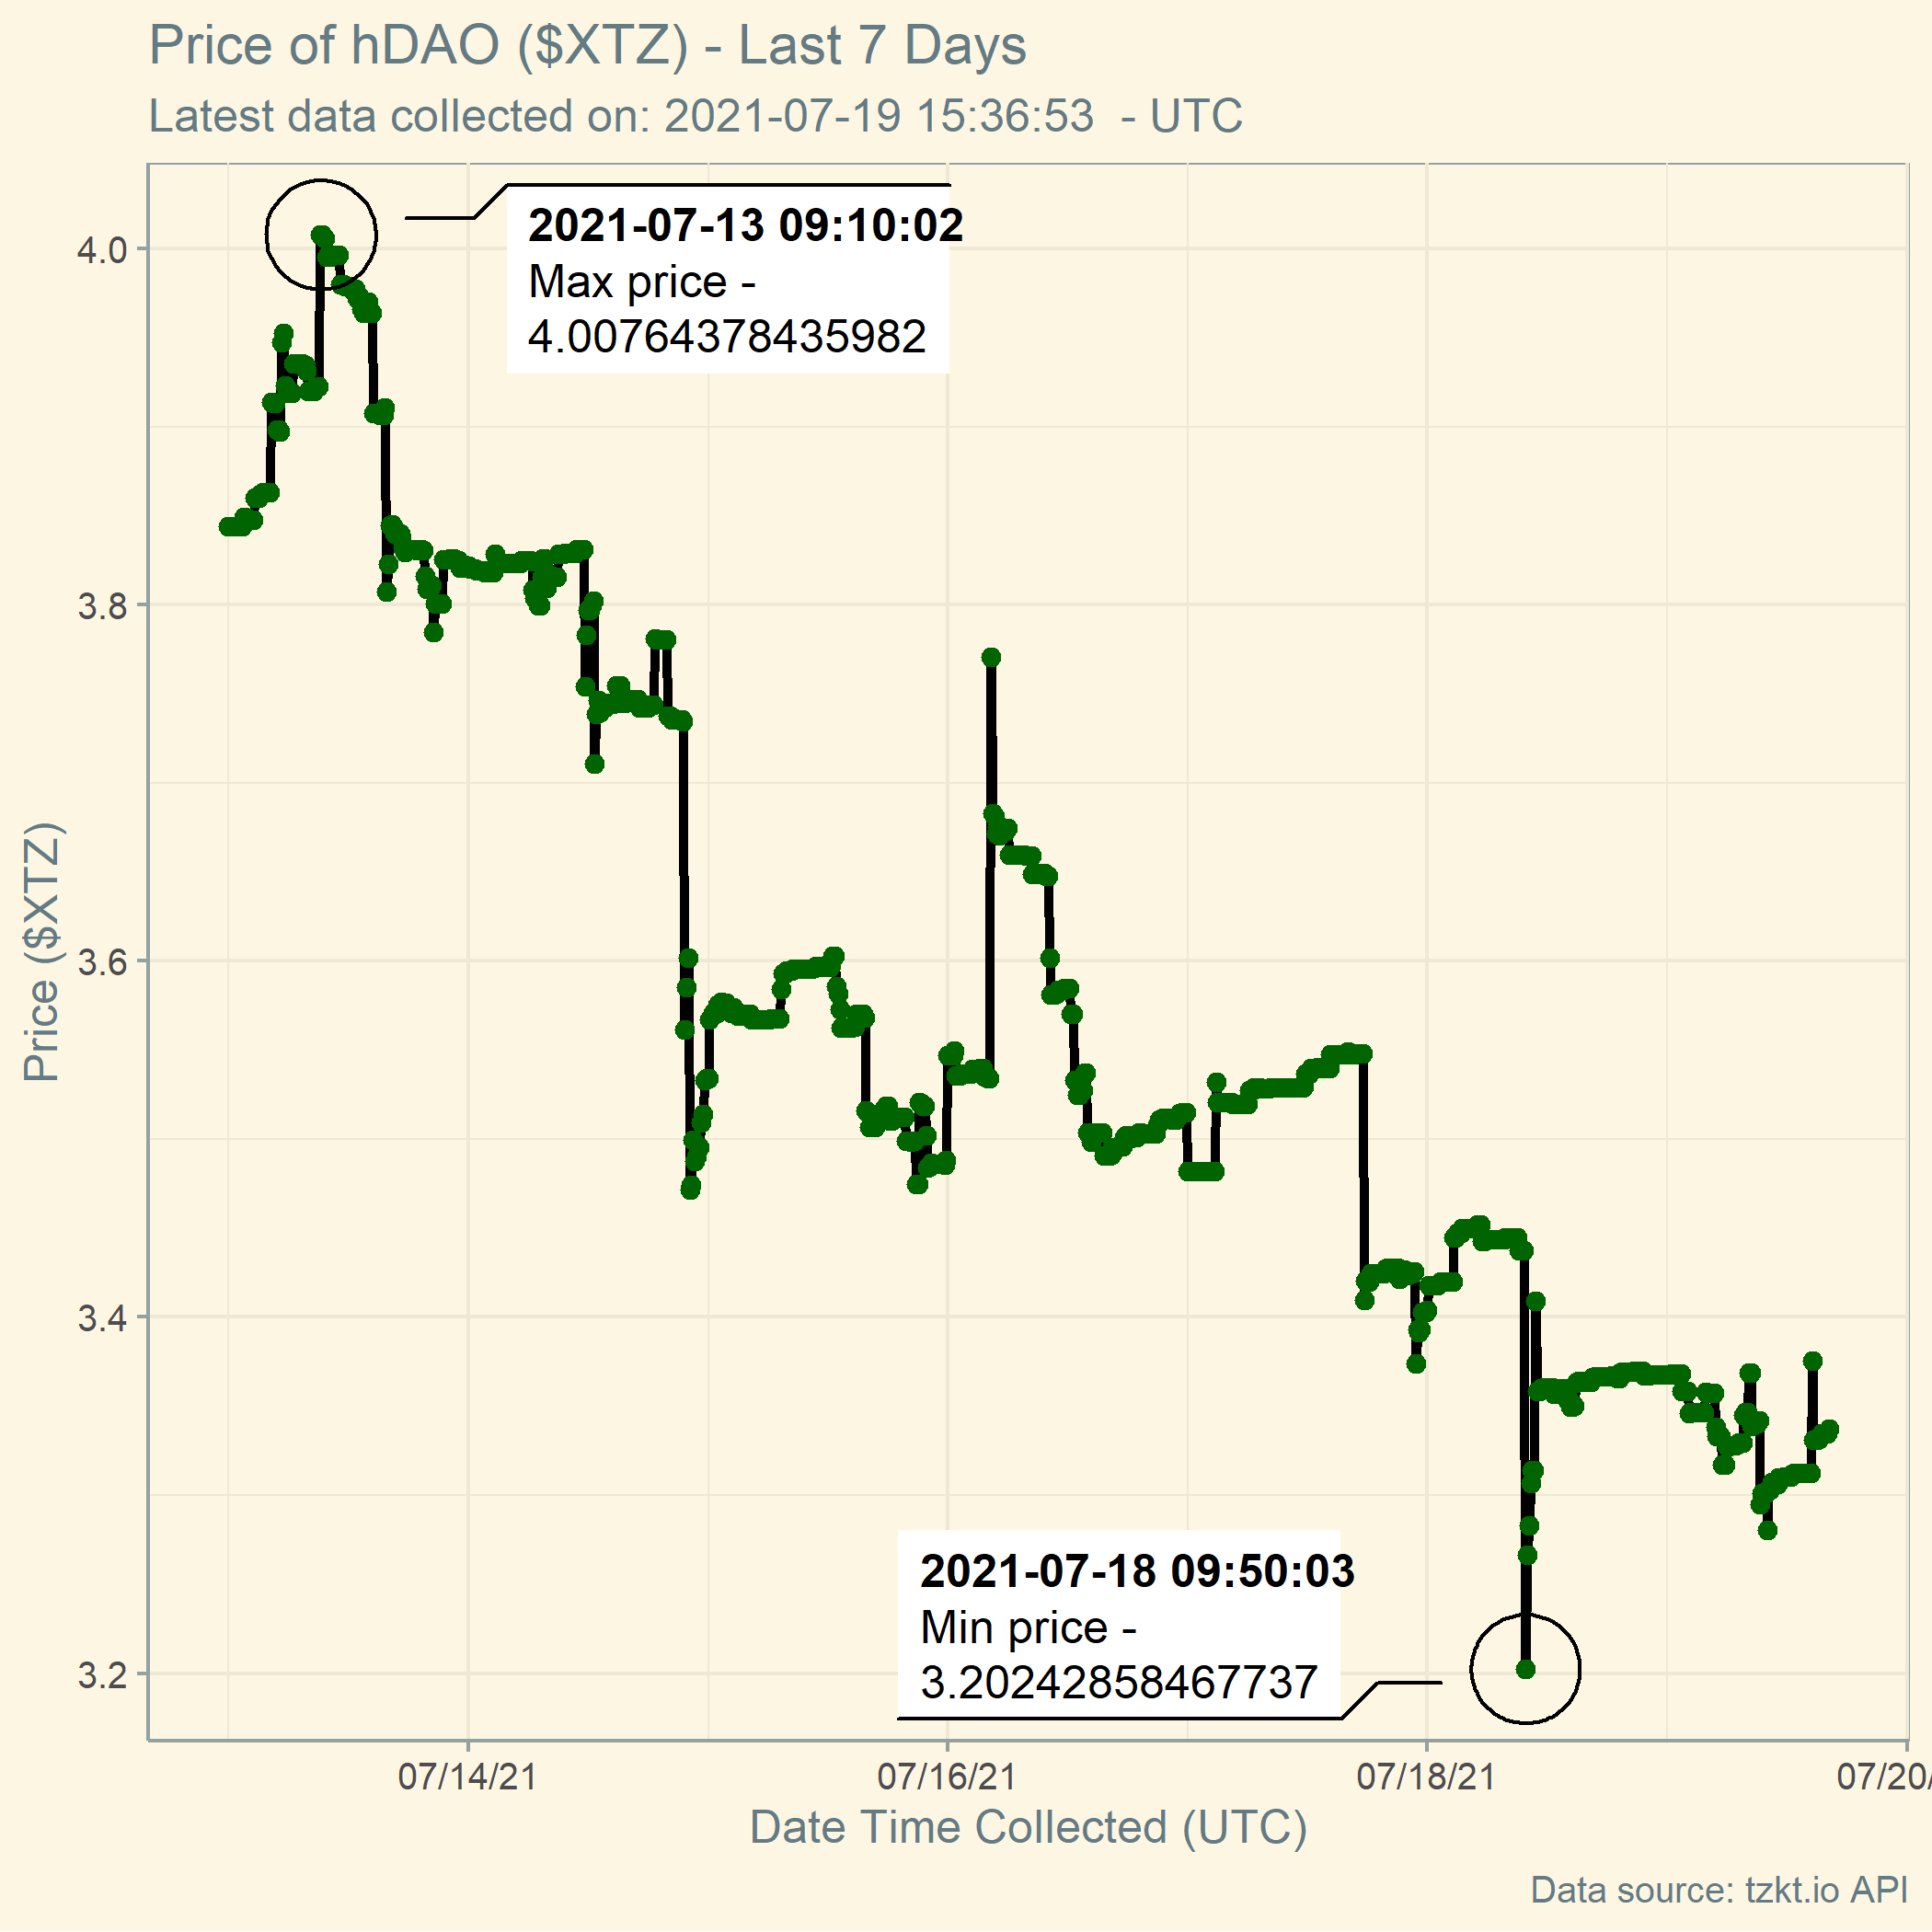 Price of hDAO ($XTZ) - Last 7 Days
Latest data collected on: 2021-07-19 15:36:53  - UTC
2021-07-13 09:10:02
Max price -
4.00764378435982
4.0
3.8
3.6
3.4
3.2
Price ($XTZ)
2021-07-18 09:50:03
Min price -
3.20242858467737
07/14/21
07/16/21
07/18/21
07/20/
Date Time Collected (UTC)
Data source: tzkt.io API